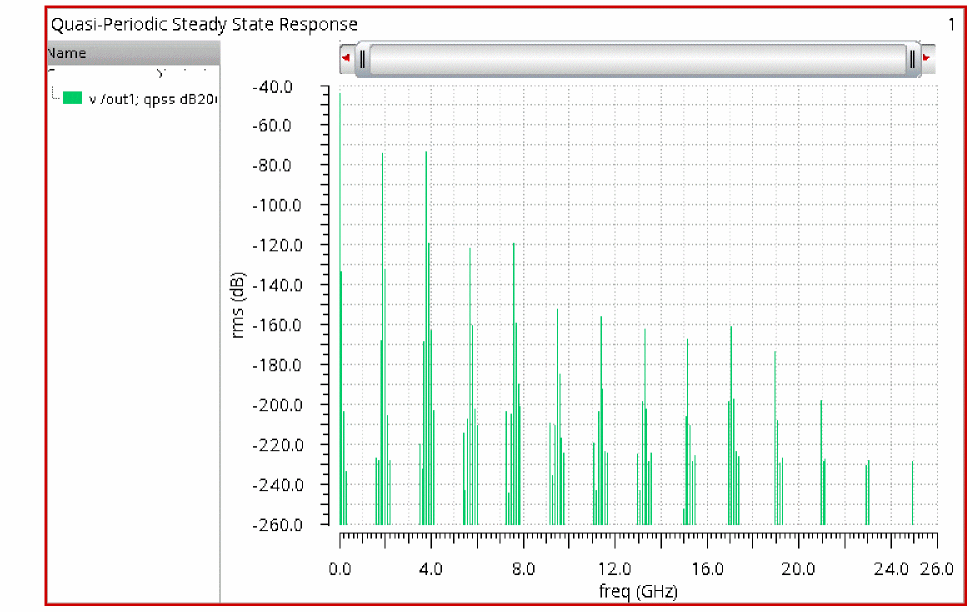 Quasi-Periodic Steady State Response 1
Name
v /out1; qpss dB20
-40.0
-60.0
-80.0
-100.0
-120.0
-140.0
-160.0
-180.0
-200.0
-220.0
-240.0
-260.0
rms (dB)
0.0 4.0 8.0 12.0 16.0 20.0 24.0 26.0
freq (GHz)